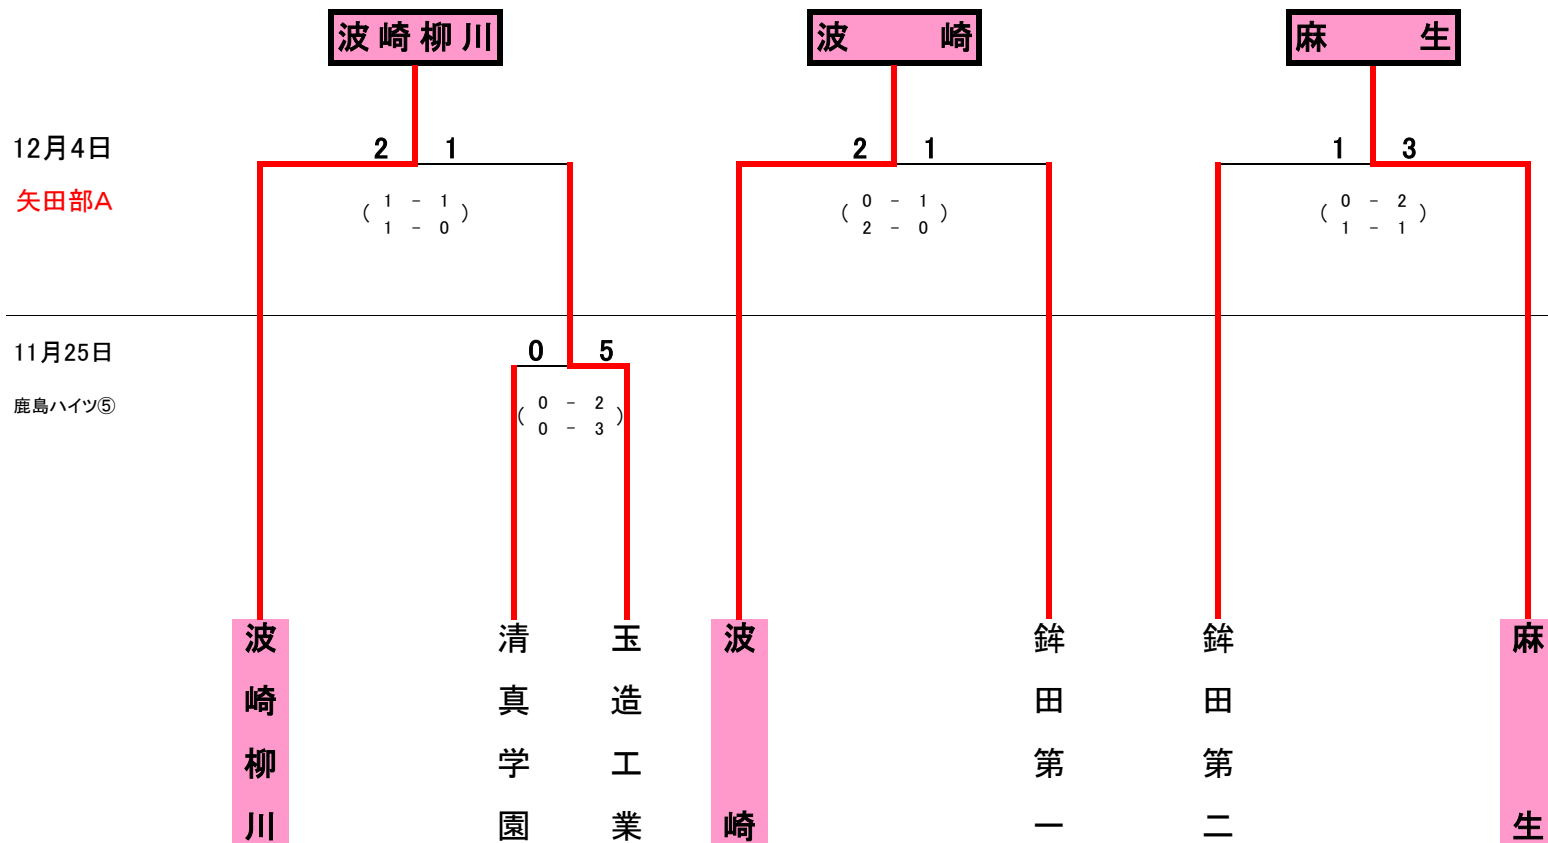 波崎柳川
波崎
麻生
12月4日
2 1
2 1
1 3
矢田部A
( 1 - 1
1 - 0 )
( 0 - 1
2 - 0 )
( 0 - 2
1 - 1 )
11月25日
0 5
鹿島ハイツ⑤
( 0 - 2
0 - 3 )
波崎柳川
清真学園
玉造工業
波崎
鉾田第一
鉾田第二
麻生